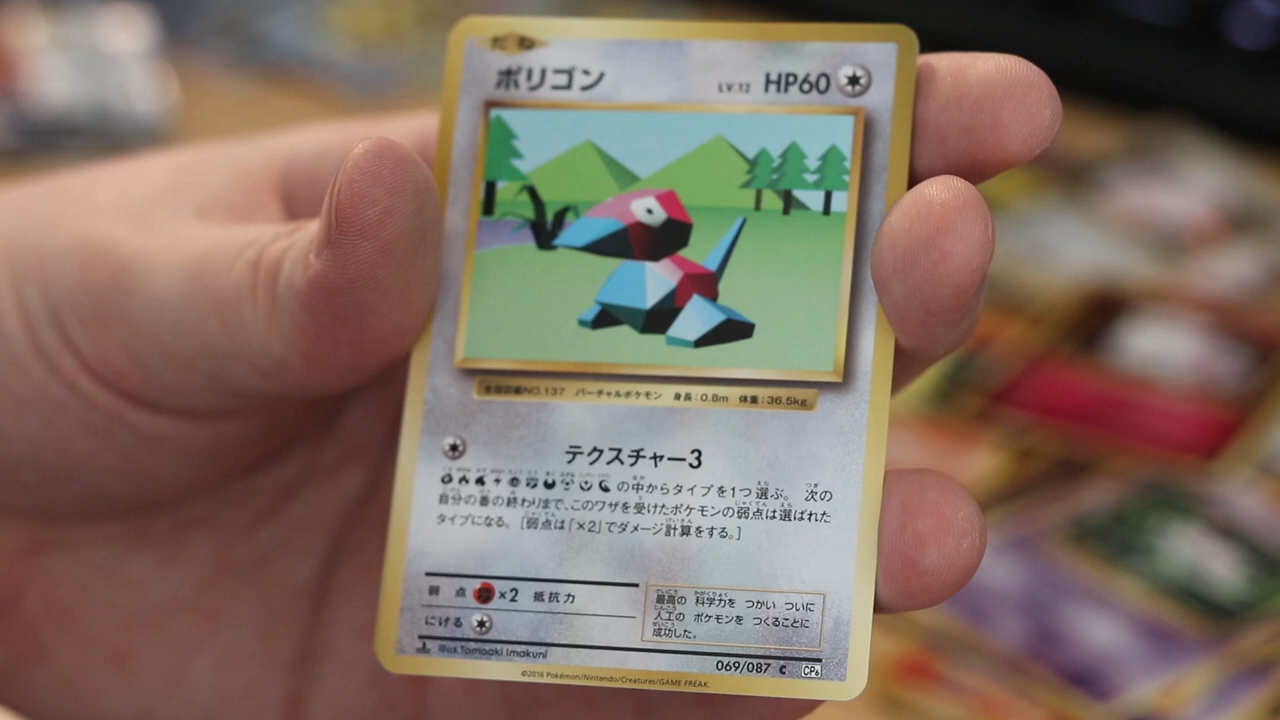 たね
ポリゴン LV.12 HP60
全国図鑑NO.137 バーチャルポケモン 身長:0.8m 体重:36.5kg
テクスチャー3
の中からタイプを1つ選ぶ。次の
自分の番の終わりまで、このワザを受けたポケモンの弱点は選ばれた
タイプになる。[弱点は「×2」でダメージ計算をする。]
弱点 ×2 抵抗力
にげる
最高の 科学力を つかい ついに
人工の ポケモンを つくることに
成功した。
illus.Tomoaki Imakuni
069/087 C CP6
©2016 Pokémon/Nintendo/Creatures/GAME FREAK.